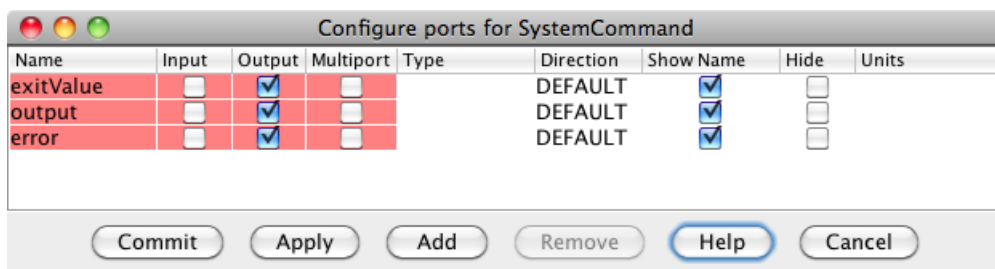 Configure ports for SystemCommand
Name Input Output Multiport Type Direction Show Name Hide Units
exitValue DEFAULT
output DEFAULT
error DEFAULT
Commit Apply Add Remove Help Cancel